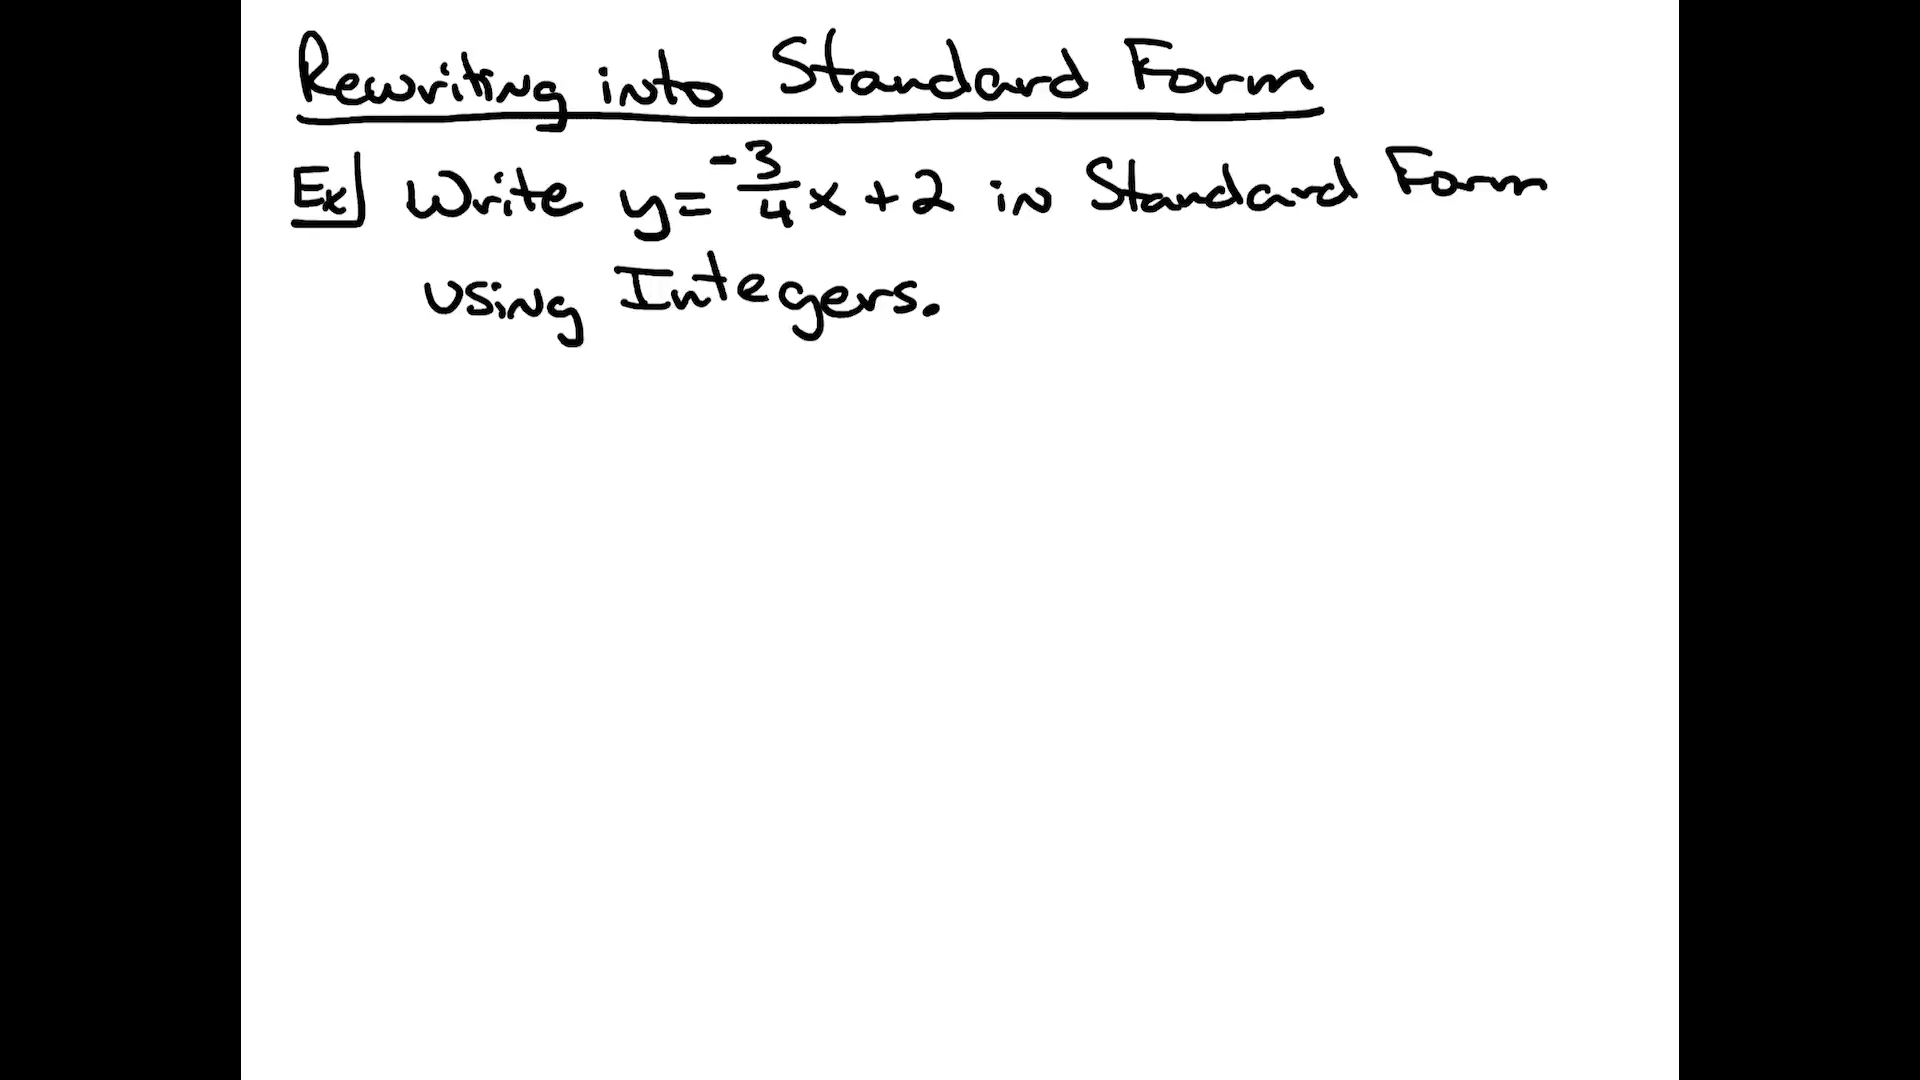 Rewriting into Standard Form
Ex] Write y = -3/4 x + 2 in Standard Form
using Integers.